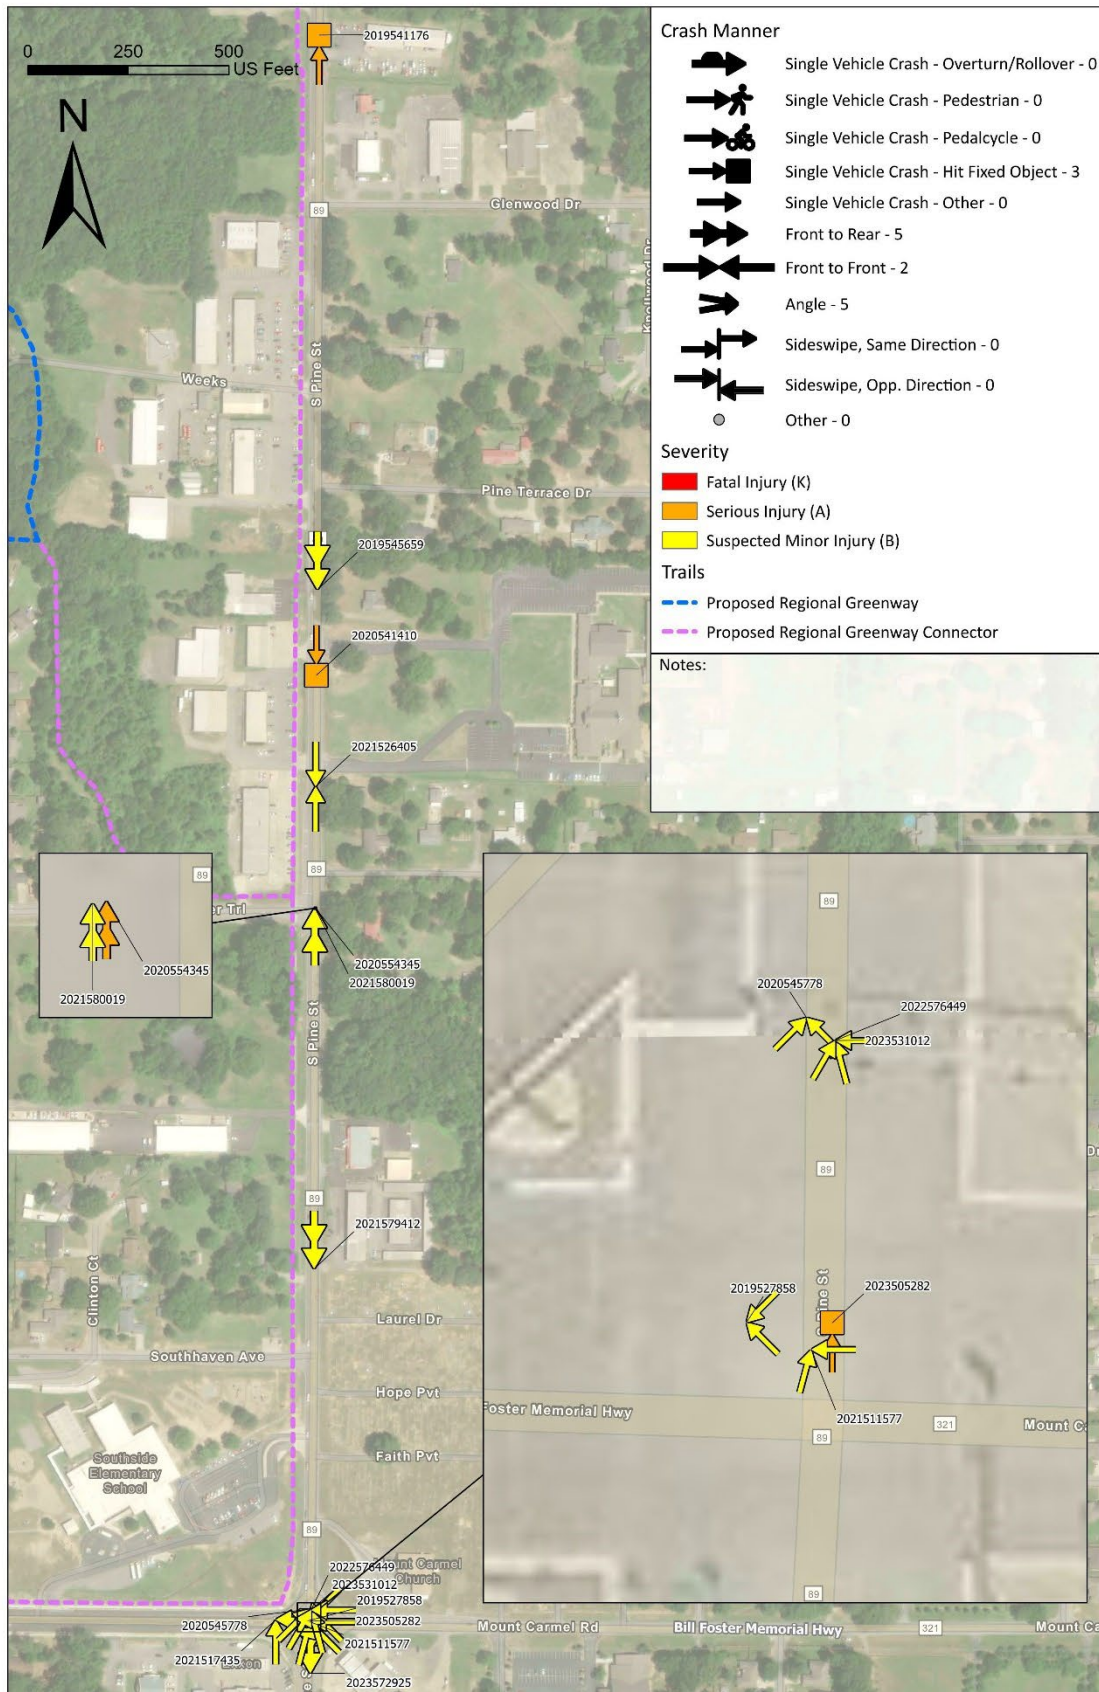 0 250 500
US Feet
N
2019541176
89
Glenwood Dr
Knollwood Dr
Weeks
S Pine St
Pine Terrace Dr
2019545659
2020541410
2021526405
89
er Trl
89
2020554345
2021580019
2020554345
2021580019
S Pine St
89
2021579412
Clinton Ct
Laurel Dr
Southhaven Ave
Hope Pvt
Faith Pvt
Southside
Elementary
School
89
unt Carmel
Church
2022576449
2023531012
2019527858
2023505282
2020545778
2021511577
2021517435
2023572925
Mount Carmel Rd
Bill Foster Memorial Hwy
321
Mount Ca
Crash Manner
Single Vehicle Crash - Overturn/Rollover - 0
Single Vehicle Crash - Pedestrian - 0
Single Vehicle Crash - Pedalcycle - 0
Single Vehicle Crash - Hit Fixed Object - 3
Single Vehicle Crash - Other - 0
Front to Rear - 5
Front to Front - 2
Angle - 5
Sideswipe, Same Direction - 0
Sideswipe, Opp. Direction - 0
Other - 0
Severity
Fatal Injury (K)
Serious Injury (A)
Suspected Minor Injury (B)
Trails
Proposed Regional Greenway
Proposed Regional Greenway Connector
Notes:
89
2020545778
2022576449
2023531012
89
2019527858
Pine St
2023505282
2021511577
Foster Memorial Hwy
89
321
Mount Ca
89
Dr